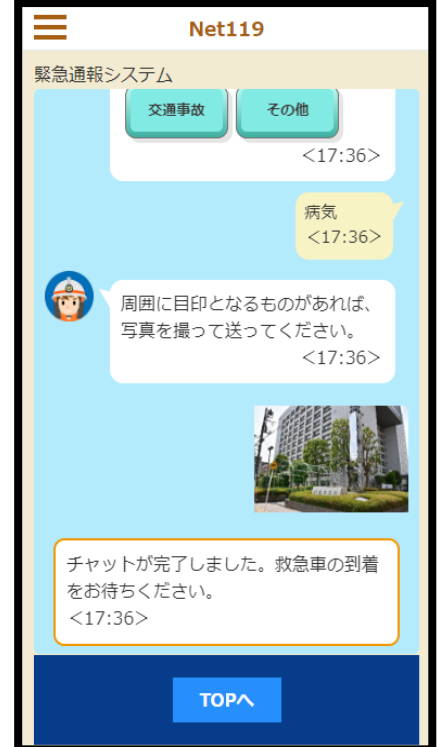 Net119
緊急通報システム
交通事故
その他
<17:36>
病気
<17:36>
周囲に目印となるものがあれば、
写真を撮って送ってください。
<17:36>
チャットが完了しました。救急車の到着
をお待ちください。
<17:36>
TOPへ